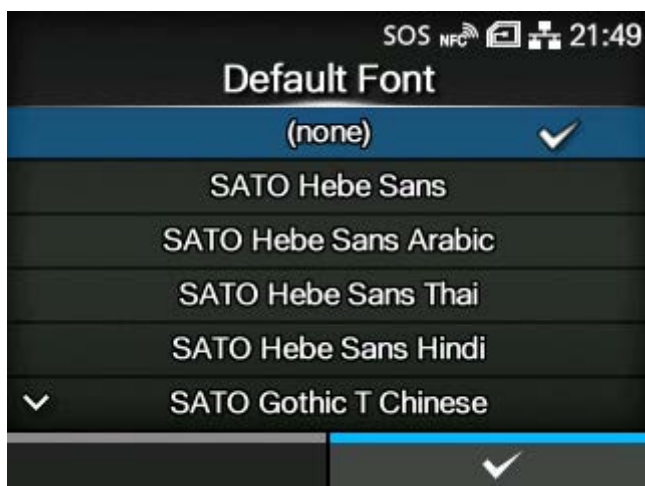 SOS NFC 21:49
Default Font
(none)
SATO Hebe Sans
SATO Hebe Sans Arabic
SATO Hebe Sans Thai
SATO Hebe Sans Hindi
SATO Gothic T Chinese